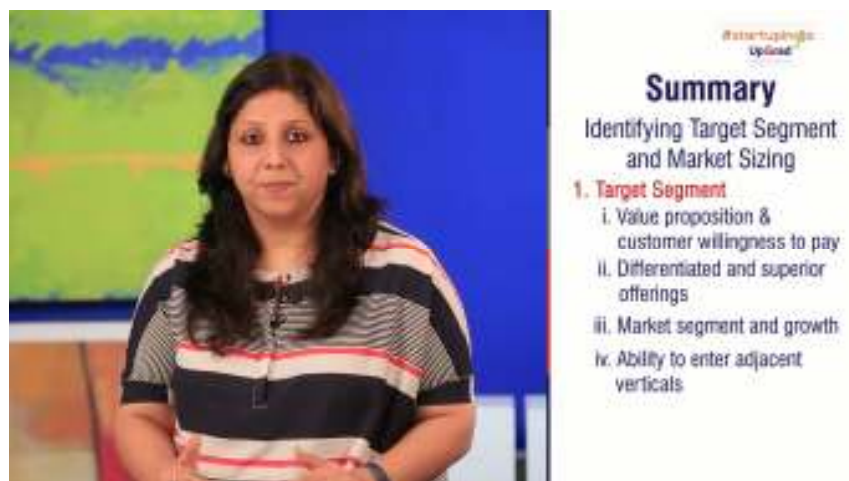 UpGrad
Summary
Identifying Target Segment
and Market Sizing
1. Target Segment
i. Value proposition &
customer willingness to pay
ii. Differentiated and superior
offerings
iii. Market segment and growth
iv. Ability to enter adjacent
verticals